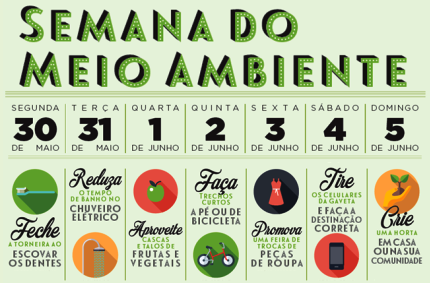 SEMANA DO
MEIO AMBIENTE
SEGUNDA
30
DE MAIO
TERÇA
31
DE MAIO
QUARTA
1
DE JUNHO
QUINTA
2
DE JUNHO
SEXTA
3
DE JUNHO
SÁBADO
4
DE JUNHO
DOMINGO
5
DE JUNHO
Feche
A TORNEIRA AO
ESCOVAR
OS DENTES
Reduza
O TEMPO
DE BANHO NO
CHUVEIRO
ELÉTRICO
Aproveite
CASCAS
E TALOS DE
FRUTAS E
VEGETAIS
Faça
TRECHOS
CURTOS
A PÉ OU DE
BICICLETA
Promova
UMA FEIRA DE
TROCAS DE
PEÇAS
DE ROUPA
Tire
OS CELULARES
DA GAVETA
E FAÇA A
DESTINAÇÃO
CORRETA
Crie
UMA HORTA
EM CASA
OU NA SUA
COMUNIDADE